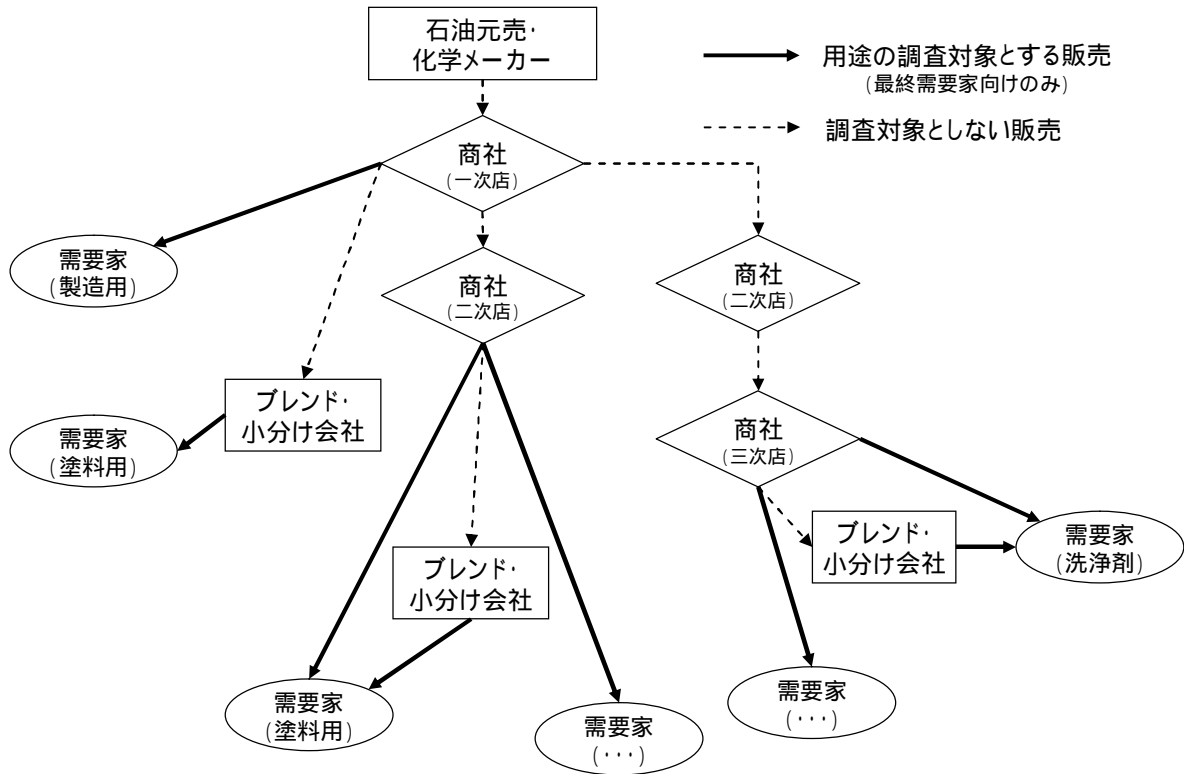 石油元売・
化学メーカー
用途の調査対象とする販売
(最終需要家向けのみ)
調査対象としない販売
商社
(一次店)
需要家
(製造用)
商社
(二次店)
商社
(二次店)
ブレンド・
小分け会社
需要家
(塗料用)
商社
(三次店)
ブレンド・
小分け会社
需要家
(洗浄剤)
ブレンド・
小分け会社
需要家
(塗料用)
需要家
(・・・)
需要家
(・・・)